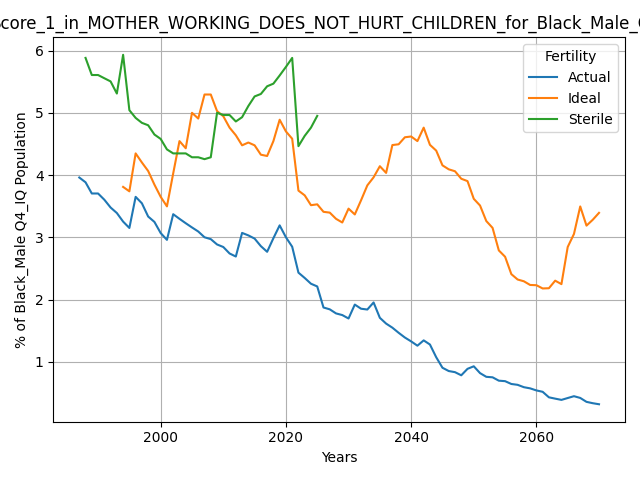 core_1_in_MOTHER_WORKING_DOES_NOT_HURT_CHILDREN_for_Black_Male_
6
5
4
3
2
1
% of Black_Male Q4_IQ Population
Fertility
Actual
Ideal
Sterile
2000
2020
2040
2060
Years